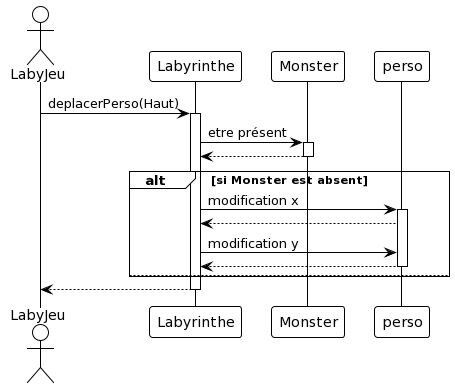 LabyJeu
Labyrinthe Monster perso
deplacerPerso(Haut)
etre présent
alt [si Monster est absent]
modification x
modification y
LabyJeu
Labyrinthe Monster perso